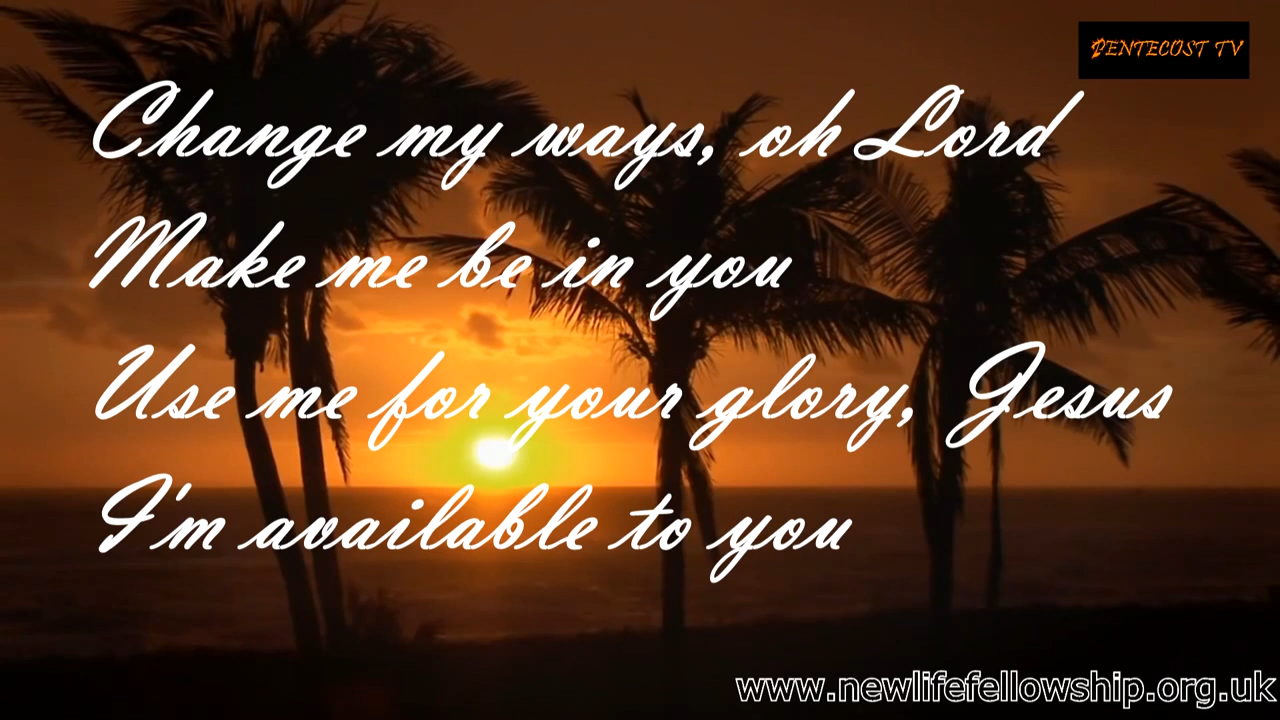 PENTECOST TV
Change my ways, oh Lord
Make me be in you
Use me for your glory, Jesus
I'm available to you
www.newlifefellowship.org.uk